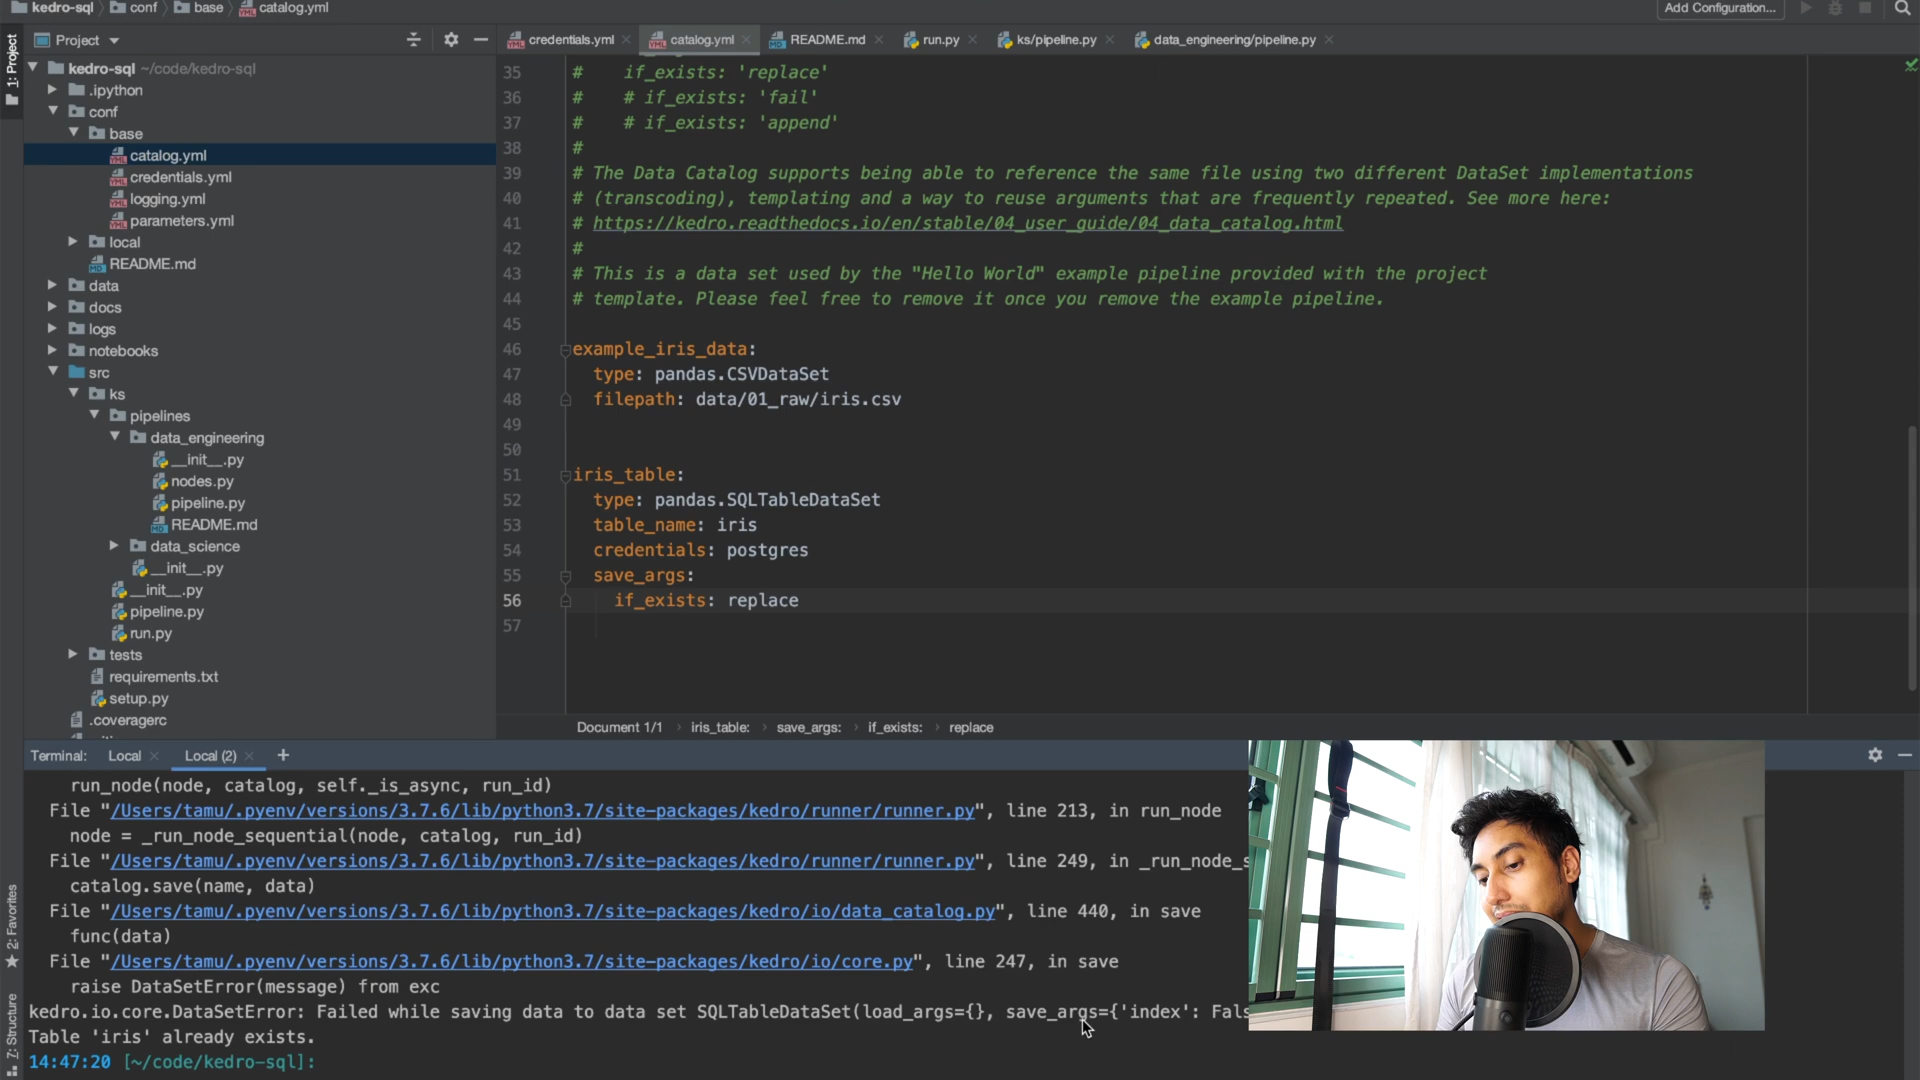 kedro-sql conf base catalog.yml
Add Configuration...
Project
credentials.yml catalog.yml README.md run.py ks/pipeline.py data_engineering/pipeline.py
1: Project
kedro-sql ~/code/kedro-sql
.ipython
conf
base
catalog.yml
credentials.yml
logging.yml
parameters.yml
local
README.md
data
docs
logs
notebooks
src
ks
pipelines
data_engineering
__init__.py
nodes.py
pipeline.py
README.md
data_science
__init__.py
__init__.py
pipeline.py
run.py
tests
requirements.txt
setup.py
.coveragerc
35 # if_exists: 'replace'
36 # # if_exists: 'fail'
37 # # if_exists: 'append'
38 #
39 # The Data Catalog supports being able to reference the same file using two different DataSet implementations
40 # (transcoding), templating and a way to reuse arguments that are frequently repeated. See more here:
41 # https://kedro.readthedocs.io/en/stable/04_user_guide/04_data_catalog.html
42 #
43 # This is a data set used by the "Hello World" example pipeline provided with the project
44 # template. Please feel free to remove it once you remove the example pipeline.
45
46 example_iris_data:
47 type: pandas.CSVDataSet
48 filepath: data/01_raw/iris.csv
49
50
51 iris_table:
52 type: pandas.SQLTableDataSet
53 table_name: iris
54 credentials: postgres
55 save_args:
56 if_exists: replace
57
Document 1/1 iris_table: save_args: if_exists: replace
2: Favorites
7: Structure
Terminal: Local Local (2) +
run_node(node, catalog, self._is_async, run_id)
File "/Users/tamu/.pyenv/versions/3.7.6/lib/python3.7/site-packages/kedro/runner/runner.py", line 213, in run_node
node = _run_node_sequential(node, catalog, run_id)
File "/Users/tamu/.pyenv/versions/3.7.6/lib/python3.7/site-packages/kedro/runner/runner.py", line 249, in _run_node_s
catalog.save(name, data)
File "/Users/tamu/.pyenv/versions/3.7.6/lib/python3.7/site-packages/kedro/io/data_catalog.py", line 440, in save
func(data)
File "/Users/tamu/.pyenv/versions/3.7.6/lib/python3.7/site-packages/kedro/io/core.py", line 247, in save
raise DataSetError(message) from exc
kedro.io.core.DataSetError: Failed while saving data to data set SQLTableDataSet(load_args={}, save_args={'index': Fals
Table 'iris' already exists.
14:47:20 [~/code/kedro-sql]: